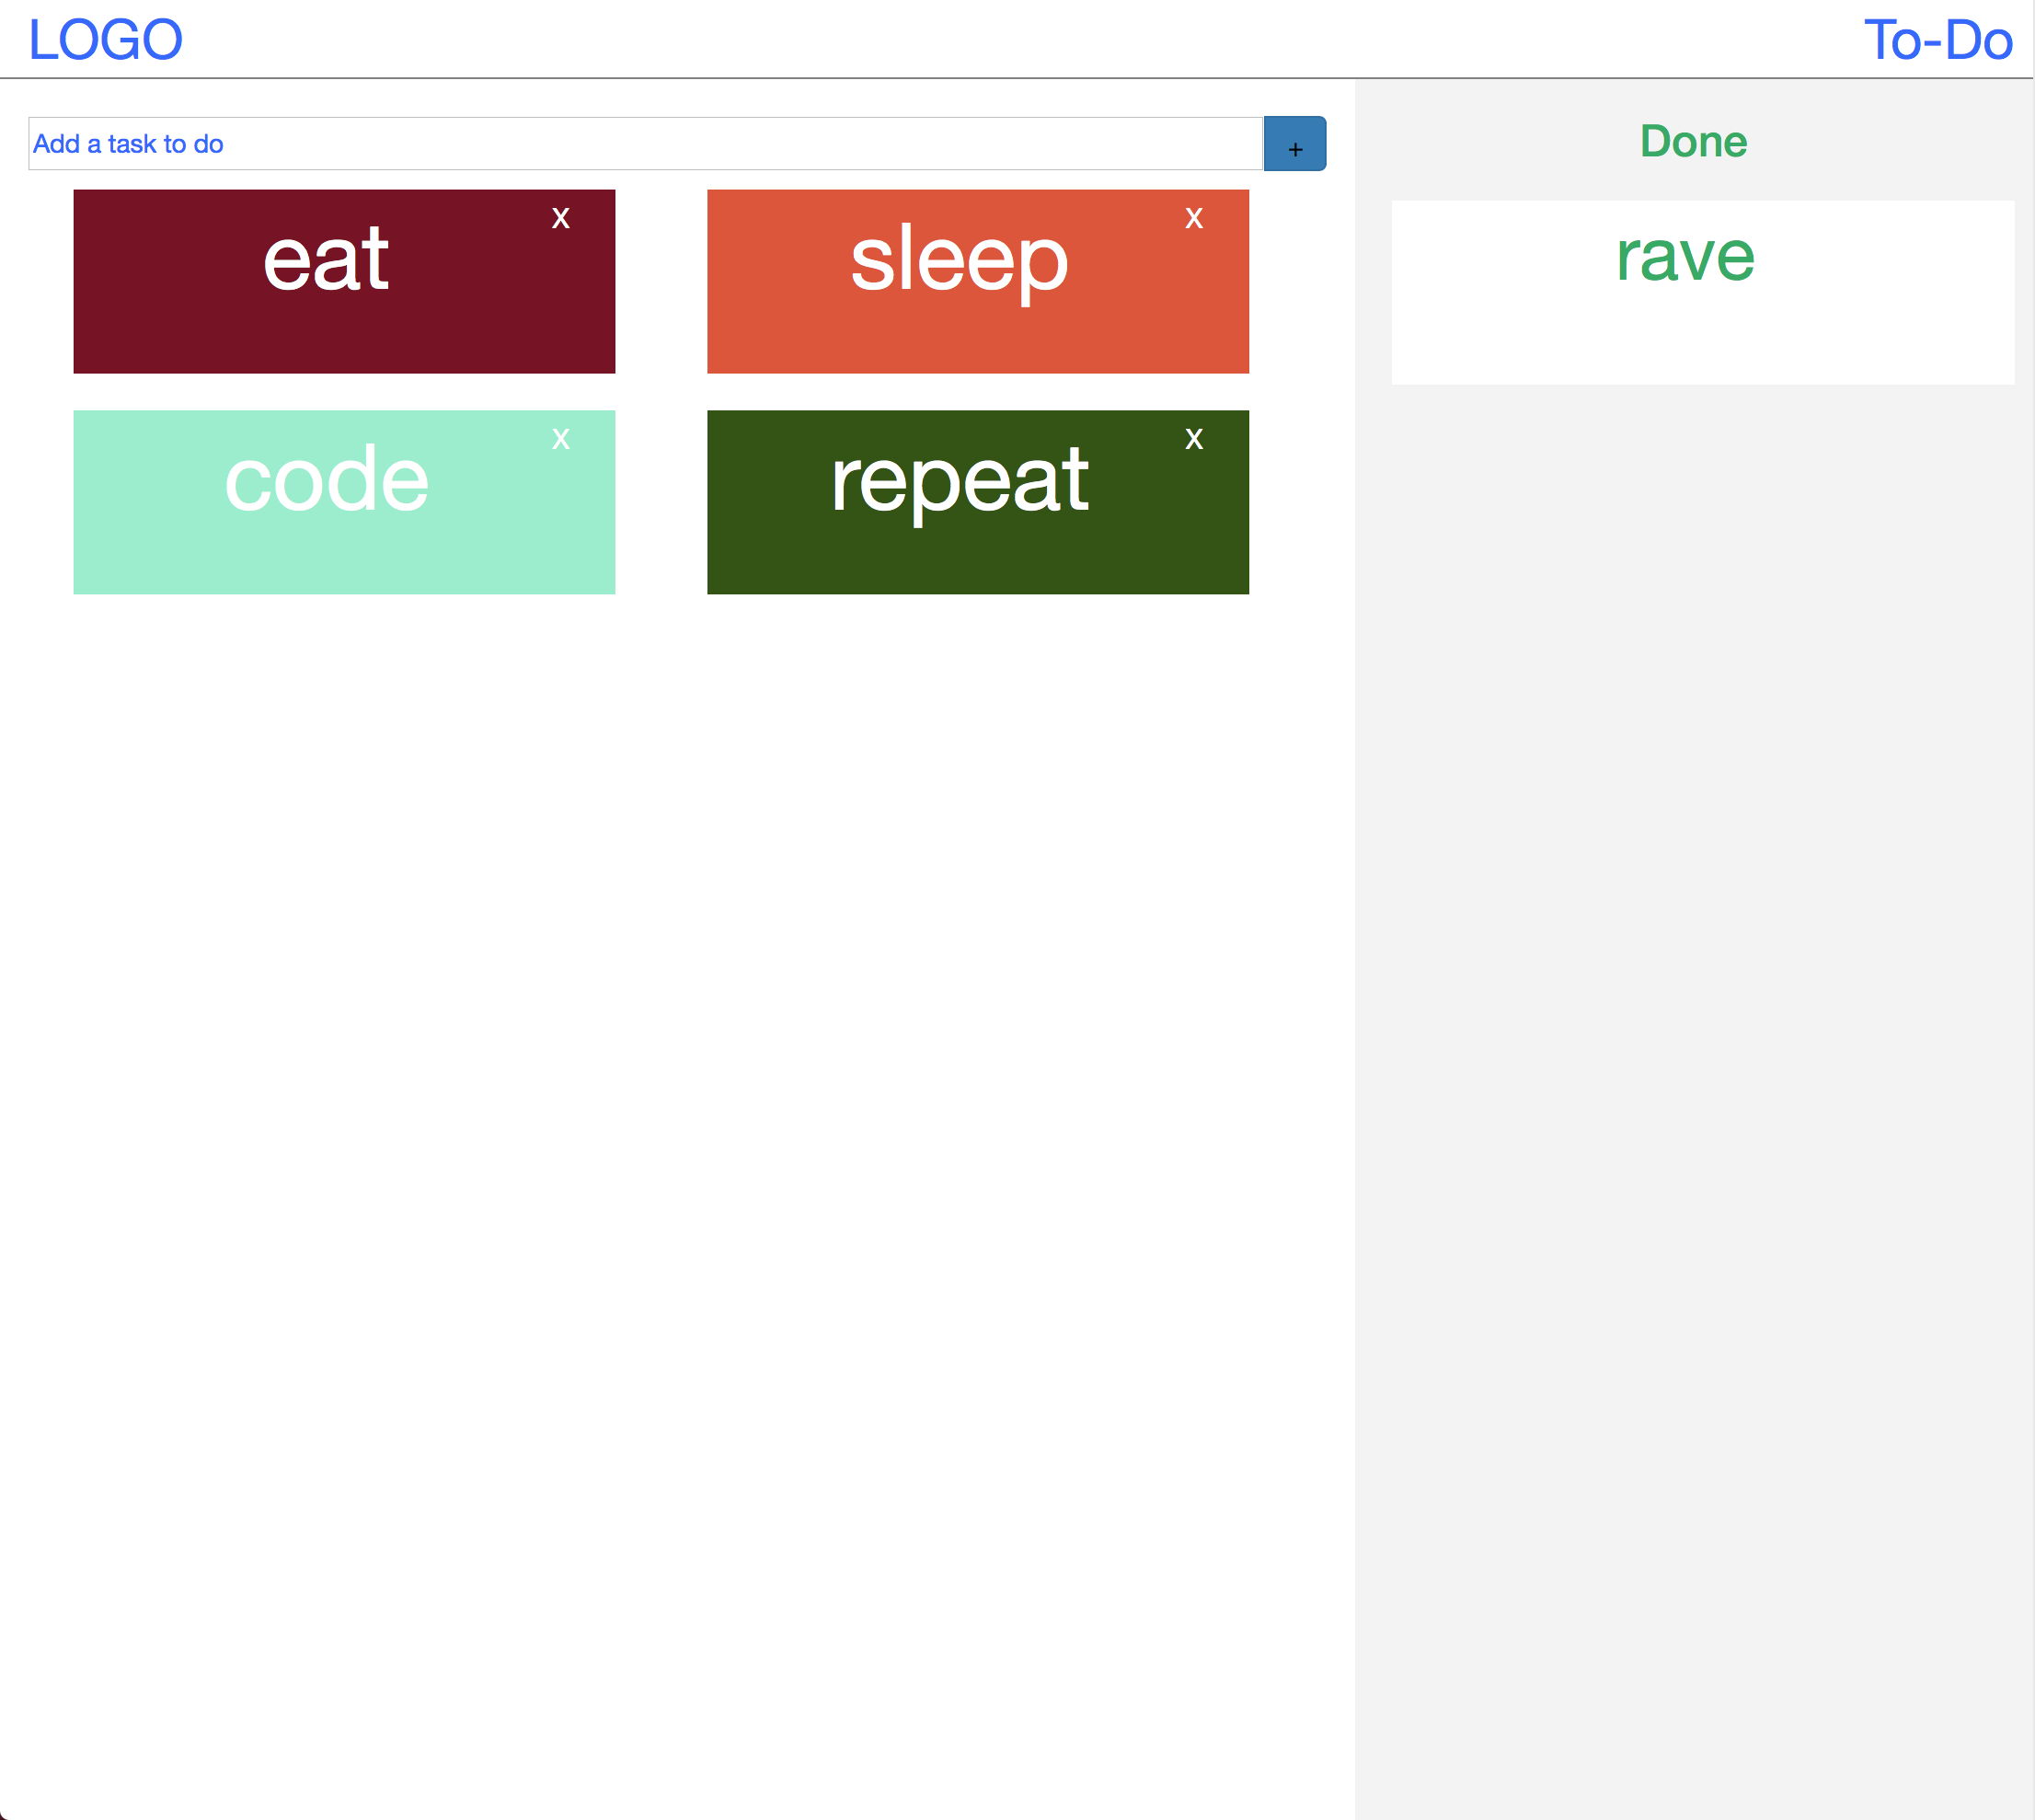 LOGO
To-Do
Add a task to do
+
Done
eat
x
sleep
x
rave
code
x
repeat
x